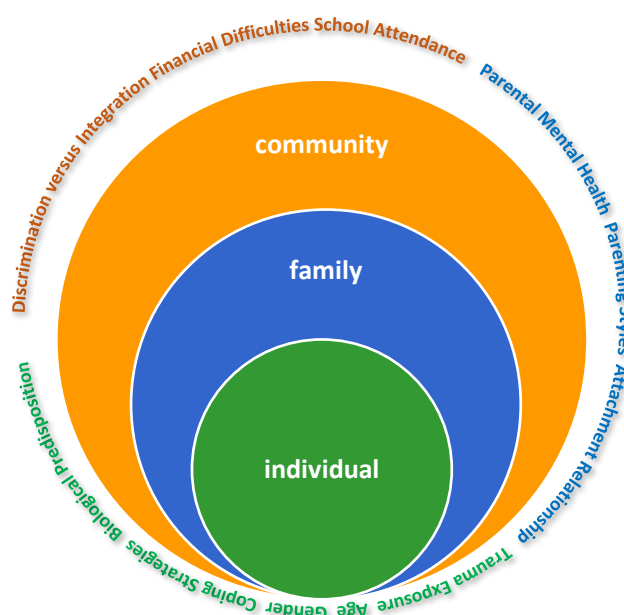 Discrimination versus Integration Financial Difficulties School Attendance
Parental Mental Health Parenting Styles Attachment Relationship
community
family
individual
Trauma Exposure Age Gender Coping Strategies Biological Predisposition